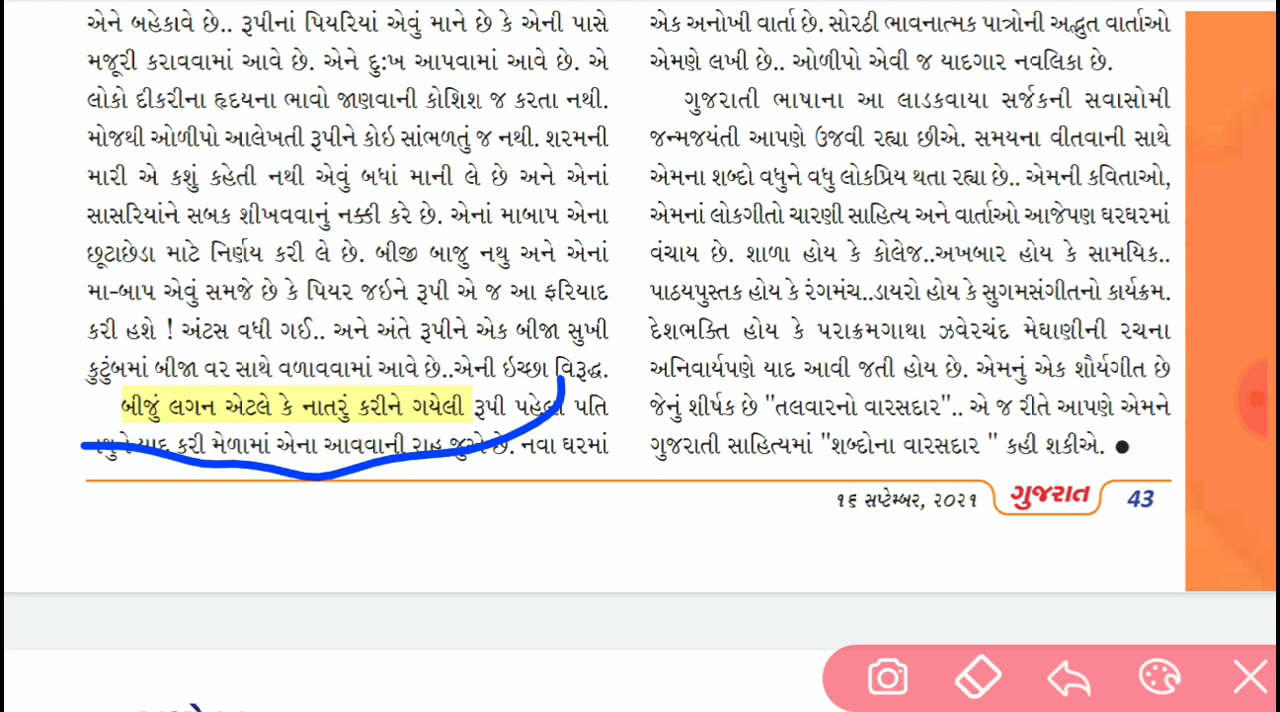 એને બહેકાવે છે.. રૂપીનાં પિયરિયાં એવું માને છે કે એની પાસે
મજૂરી કરાવવામાં આવે છે. એને દુઃખ આપવામાં આવે છે. એ
લોકો દીકરીના હૃદયના ભાવો જાણવાની કોશિશ જ કરતા નથી.
મોજથી ઓળીપો આલેખતી રૂપીને કોઇ સાંભળતું જ નથી. શરમની
મારી એ કશું કહેતી નથી એવું બધાં માની લે છે અને એનાં
સાસરિયાંને સબક શીખવવાનું નક્કી કરે છે. એનાં માબાપ એના
છૂટાછેડા માટે નિર્ણય કરી લે છે. બીજી બાજુ નથુ અને એનાં
મા-બાપ એવું સમજે છે કે પિયર જઇને રૂપી એ જ આ ફરિયાદ
કરી હશે ! અંટસ વધી ગઈ.. અને અંતે રૂપીને એક બીજા સુખી
કુટુંબમાં બીજા વર સાથે વળાવવામાં આવે છે..એની ઇચ્છા વિરૂદ્ધ.
બીજું લગન એટલે કે નાતરું કરીને ગયેલી રૂપી પહેલા પતિ
નથુને યાદ કરી મેળામાં એના આવવાની રાહ જુએ છે. નવા ઘરમાં
એક અનોખી વાર્તા છે. સોરઠી ભાવનાત્મક પાત્રોની અદ્ભુત વાર્તાઓ
એમણે લખી છે.. ઓળીપો એવી જ યાદગાર નવલિકા છે.
ગુજરાતી ભાષાના આ લાડકવાયા સર્જકની સવાસોમી
જન્મજયંતી આપણે ઉજવી રહ્યા છીએ. સમયના વીતવાની સાથે
એમના શબ્દો વધુને વધુ લોકપ્રિય થતા રહ્યા છે.. એમની કવિતાઓ,
એમનાં લોકગીતો ચારણી સાહિત્ય અને વાર્તાઓ આજેપણ ઘરઘરમાં
વંચાય છે. શાળા હોય કે કોલેજ..અખબાર હોય કે સામયિક..
પાઠયપુસ્તક હોય કે રંગમંચ..ડાયરો હોય કે સુગમસંગીતનો કાર્યક્રમ.
દેશભક્તિ હોય કે પરાક્રમગાથા ઝવેરચંદ મેઘાણીની રચના
અનિવાર્યપણે યાદ આવી જતી હોય છે. એમનું એક શૌર્યગીત છે
જેનું શીર્ષક છે "તલવારનો વારસદાર".. એ જ રીતે આપણે એમને
ગુજરાતી સાહિત્યમાં "શબ્દોના વારસદાર " કહી શકીએ. ●
૧૬ સપ્ટેમ્બર, ૨૦૨૧ ગુજરાત 43